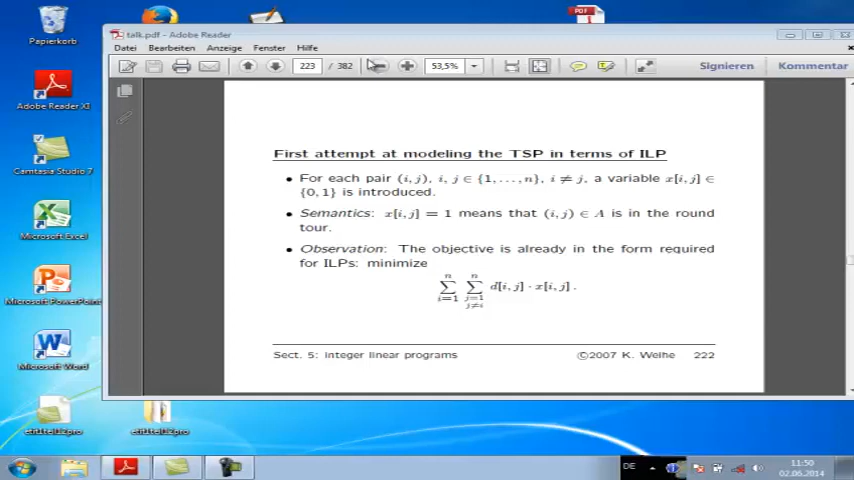 Papierkorb
talk.pdf - Adobe Reader
Datei Bearbeiten Anzeige Fenster Hilfe
223 / 382 53,5% Signieren Kommentar
Adobe Reader XI
Camtasia Studio 7
Microsoft Excel
Microsoft PowerPoint
Microsoft Word
First attempt at modeling the TSP in terms of ILP
• For each pair (i, j), i, j ∈ {1, . . . , n}, i ≠ j, a variable x[i, j] ∈
{0, 1} is introduced.
• Semantics: x[i, j] = 1 means that (i, j) ∈ A is in the round
tour.
• Observation: The objective is already in the form required
for ILPs: minimize
n n
∑ ∑ d[i, j] · x[i, j] .
i=1 j=1
j≠i
Sect. 5: Integer linear programs ©2007 K. Weihe 222
PDF
DE
11:50
02.06.2014